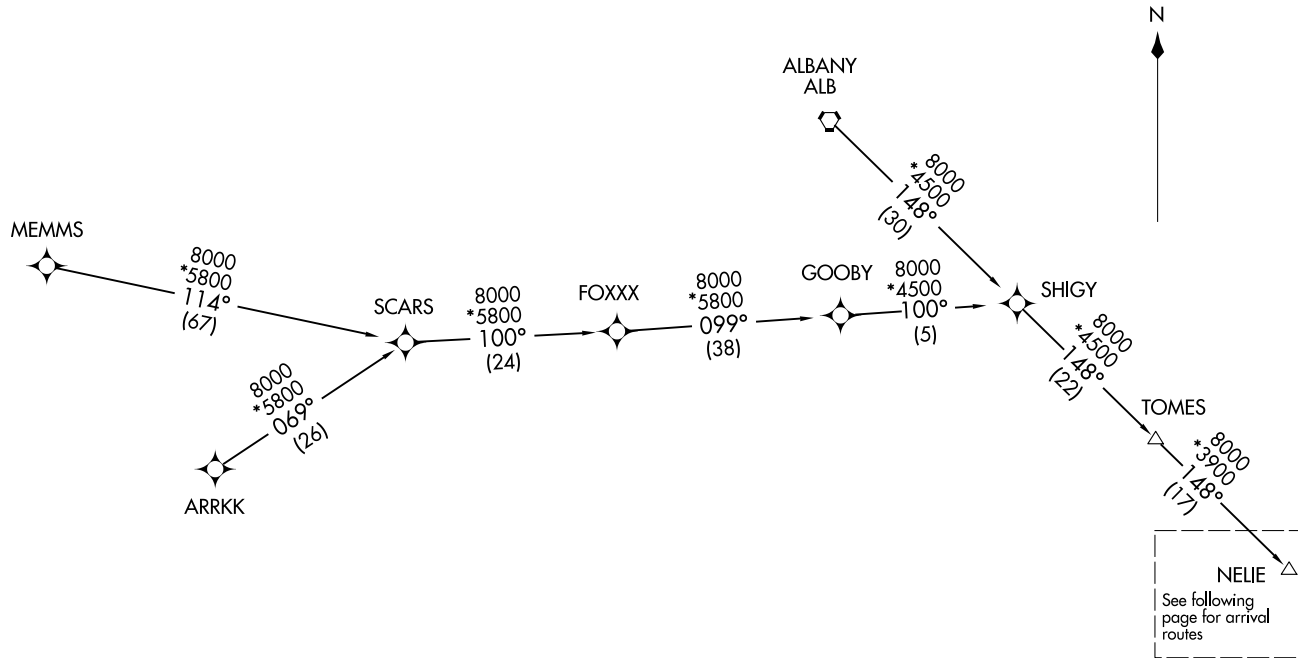 N
ALBANY
ALB
8000
*4500
148°
(30)
MEMMS
8000
*5800
114°
(67)
SCARS
8000
*5800
100°
(24)
FOXXX
8000
*5800
099°
(38)
GOOBY
8000
*4500
100°
(5)
SHIGY
8000
*4500
148°
(22)
8000
*5800
069°
(26)
ARRKK
TOMES
8000
*3900
148°
(17)
NELIE
See following
page for arrival
routes